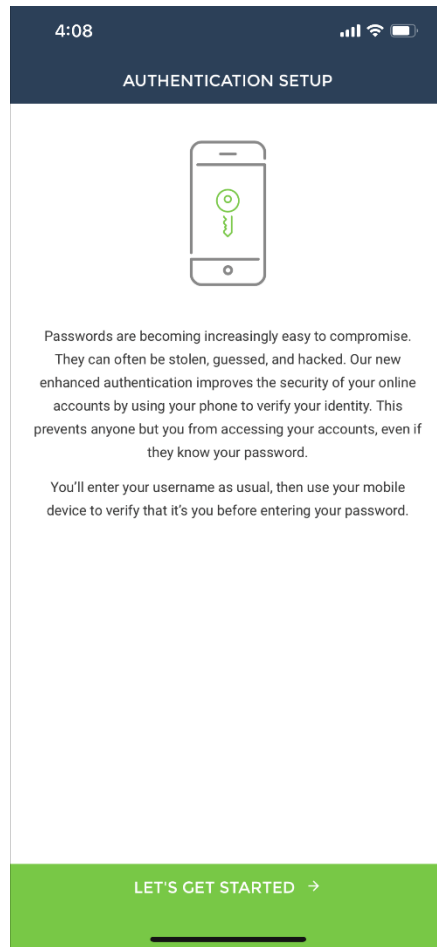 4:08
AUTHENTICATION SETUP
Passwords are becoming increasingly easy to compromise.
They can often be stolen, guessed, and hacked. Our new
enhanced authentication improves the security of your online
accounts by using your phone to verify your identity. This
prevents anyone but you from accessing your accounts, even if
they know your password.
You’ll enter your username as usual, then use your mobile
device to verify that it’s you before entering your password.
LET'S GET STARTED →